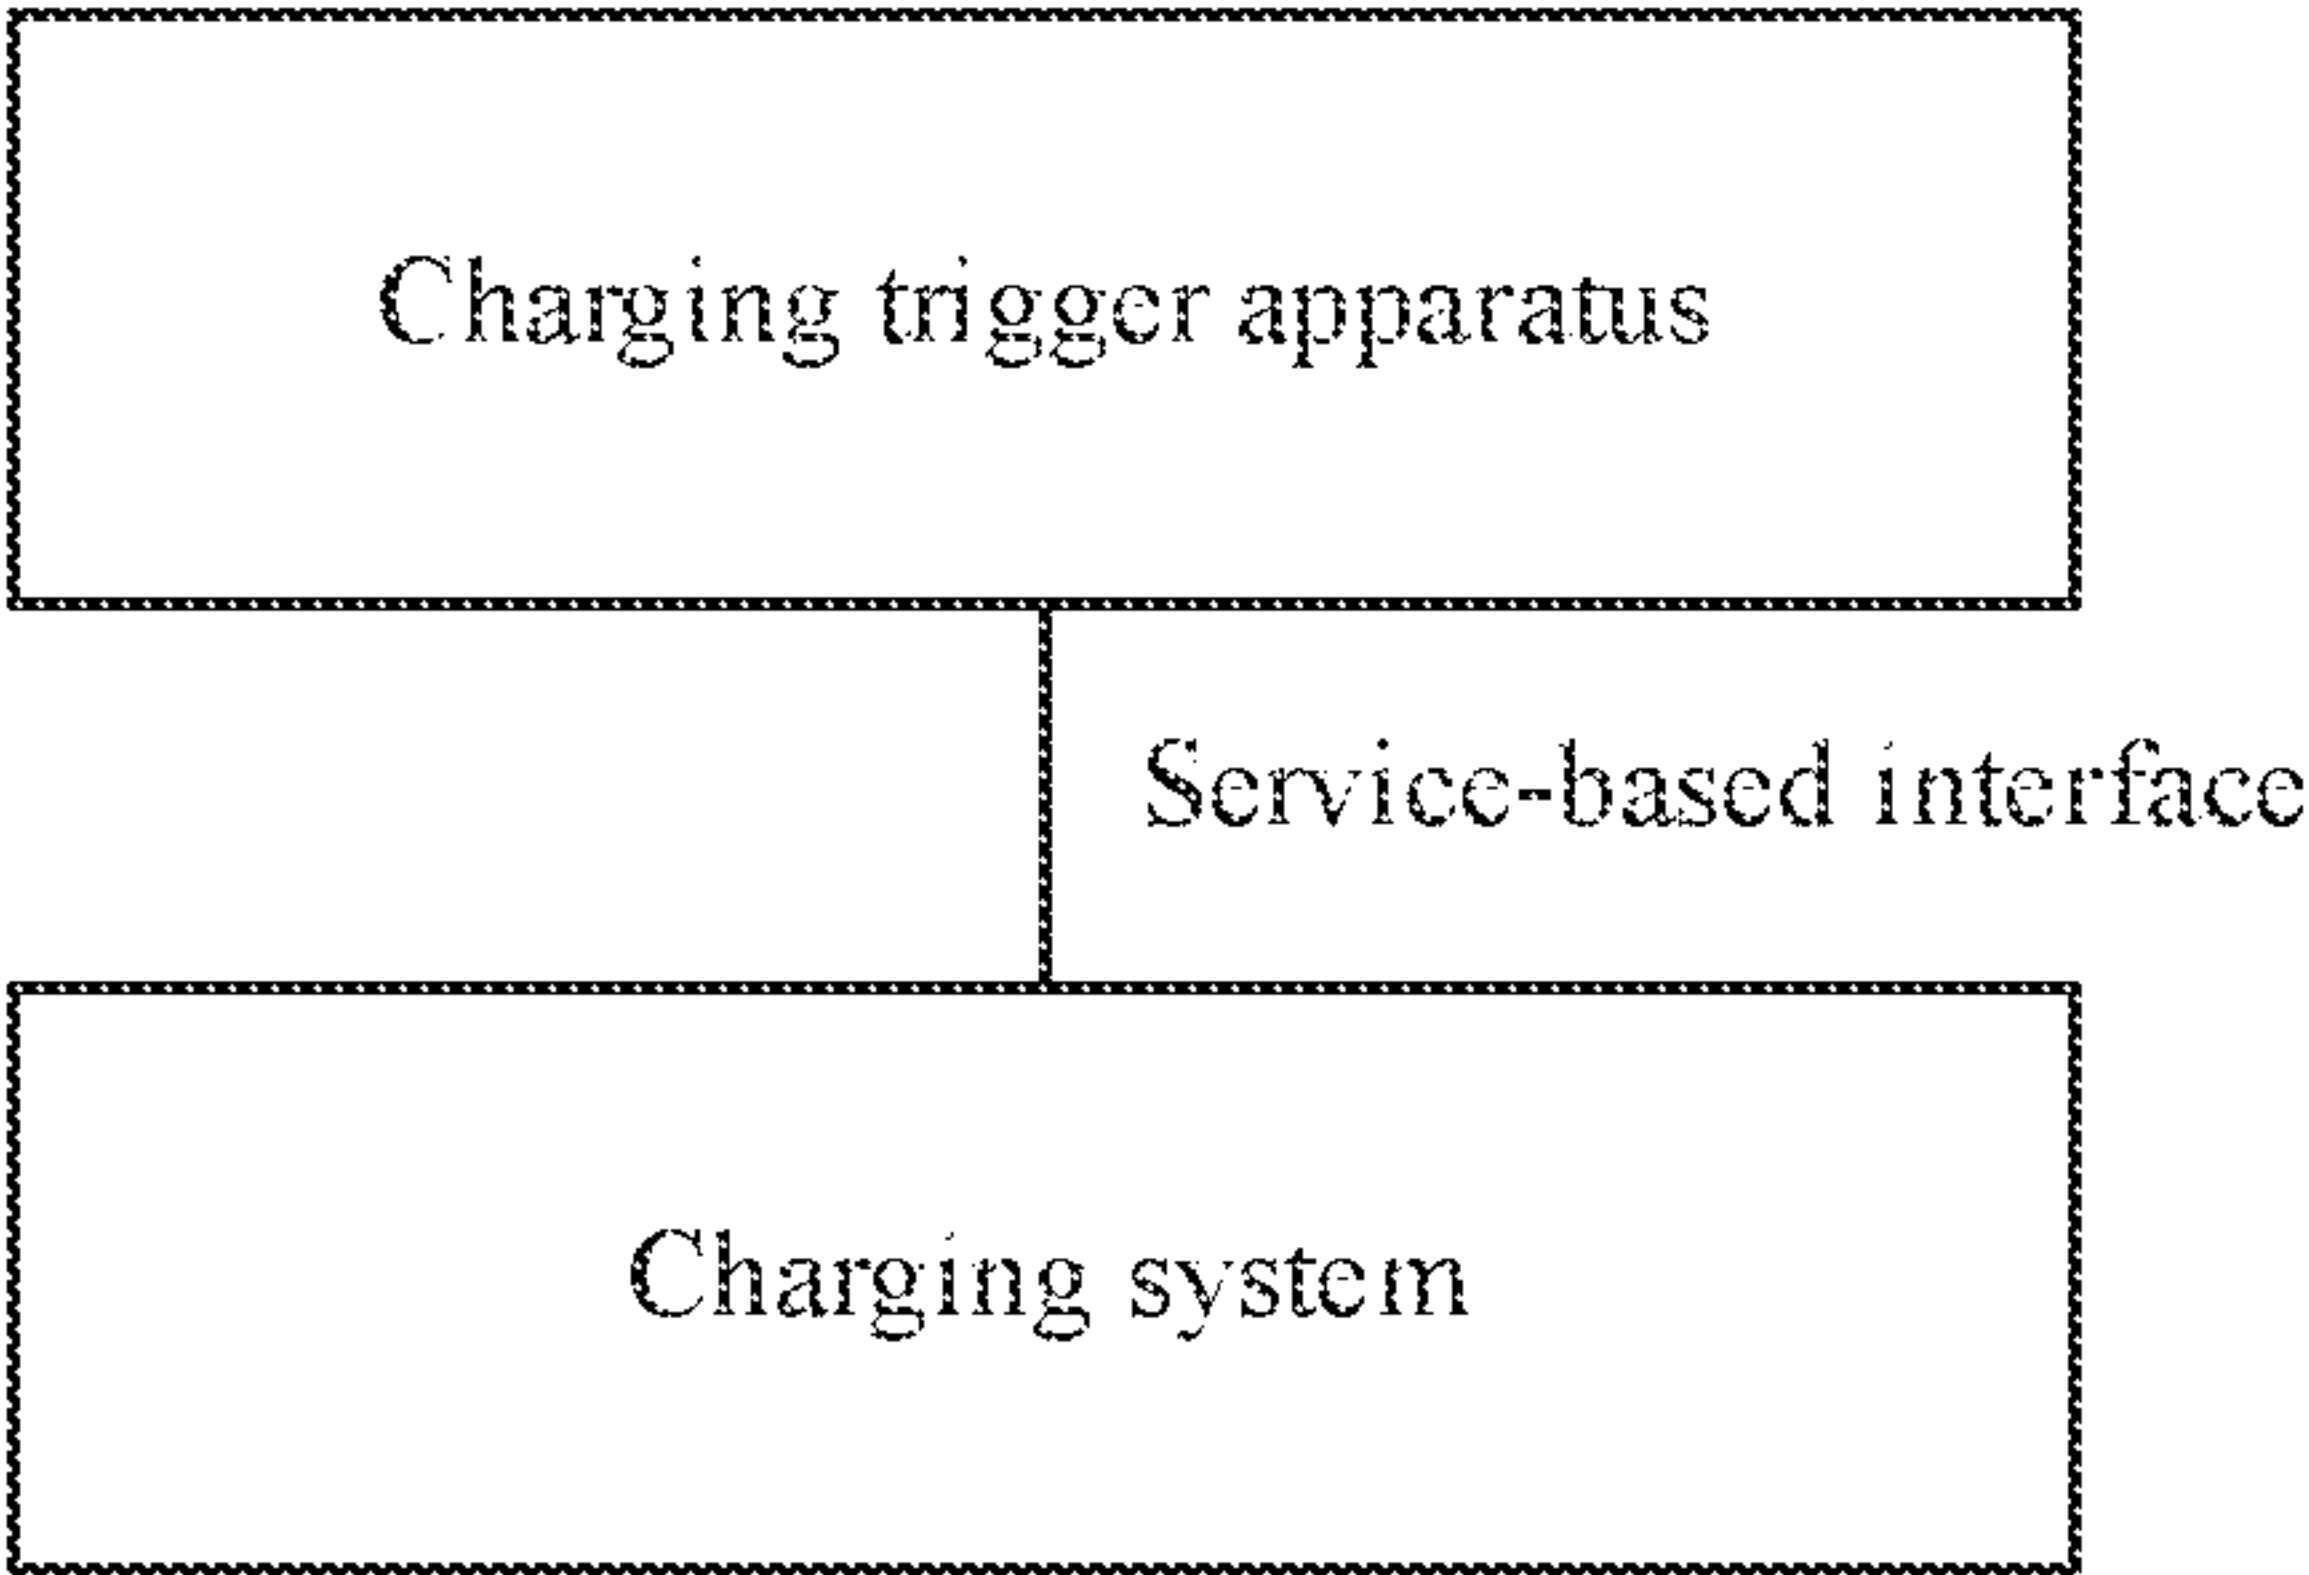 Charging trigger apparatus
Service-based interface
Charging system